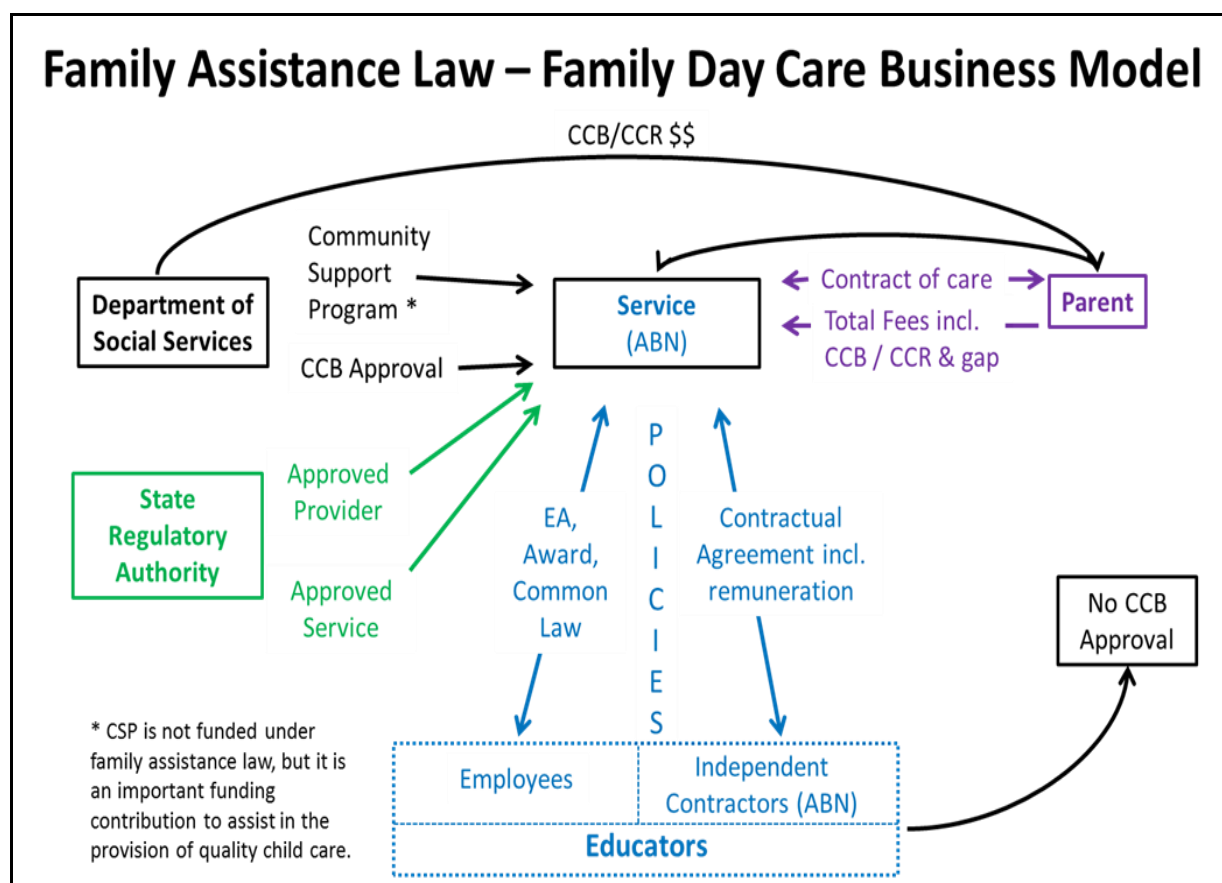 Family Assistance Law – Family Day Care Business Model
CCB/CCR $$
Community
Support
Program *
Department of
Social Services
CCB Approval
Service
(ABN)
Contract of care
Total Fees incl.
CCB / CCR & gap
Parent
State
Regulatory
Authority
Approved
Provider
Approved
Service
EA,
Award,
Common
Law
P
O
L
I
C
I
E
S
Contractual
Agreement incl.
remuneration
No CCB
Approval
* CSP is not funded under
family assistance law, but it is
an important funding
contribution to assist in the
provision of quality child care.
Employees
Independent
Contractors (ABN)
Educators